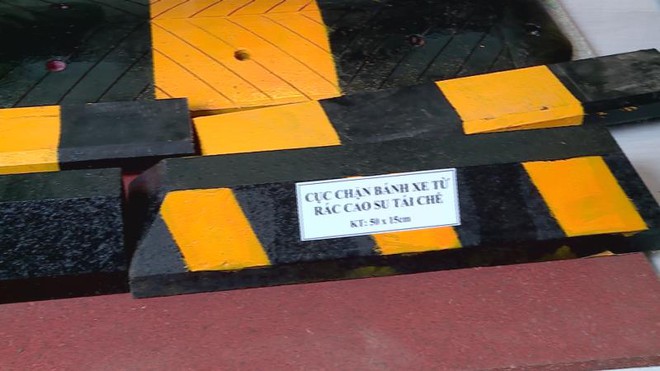 CỤC CHẶN BÁNH XE TỪ
RÁC CAO SU TÁI CHẾ
KT: 50 x 15cm